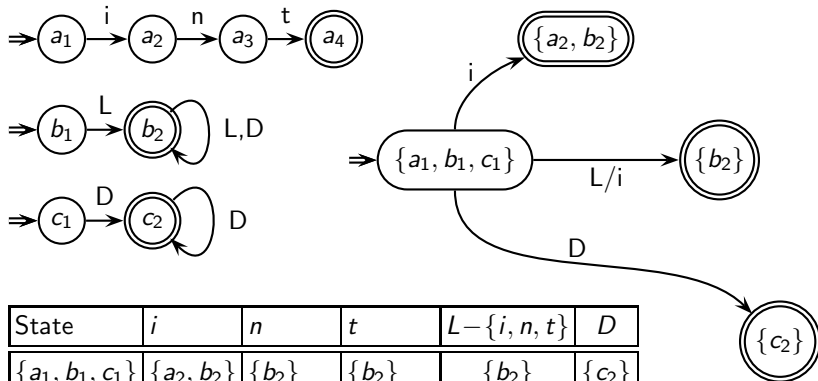 a₁ i a₂ n a₃ t a₄
b₁ L b₂ L,D
c₁ D c₂ D
{a₂, b₂}
i
{a₁, b₁, c₁} L/i {b₂}
D
{c₂}
State i n t L−{i, n, t} D
{a₁, b₁, c₁} {a₂, b₂} {b₂} {b₂} {b₂} {c₂}